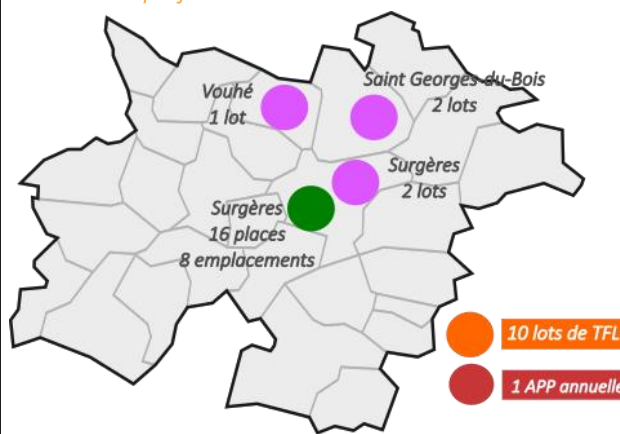 Vouhé
1 lot
Saint Georges-du-Bois
2 lots
Surgères
2 lots
Surgères
16 places
8 emplacements
10 lots de TFL
1 APP annuelle